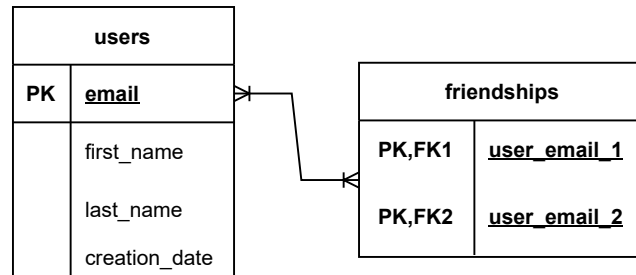 users
PK email
first_name
last_name
creation_date
friendships
PK,FK1 user_email_1
PK,FK2 user_email_2